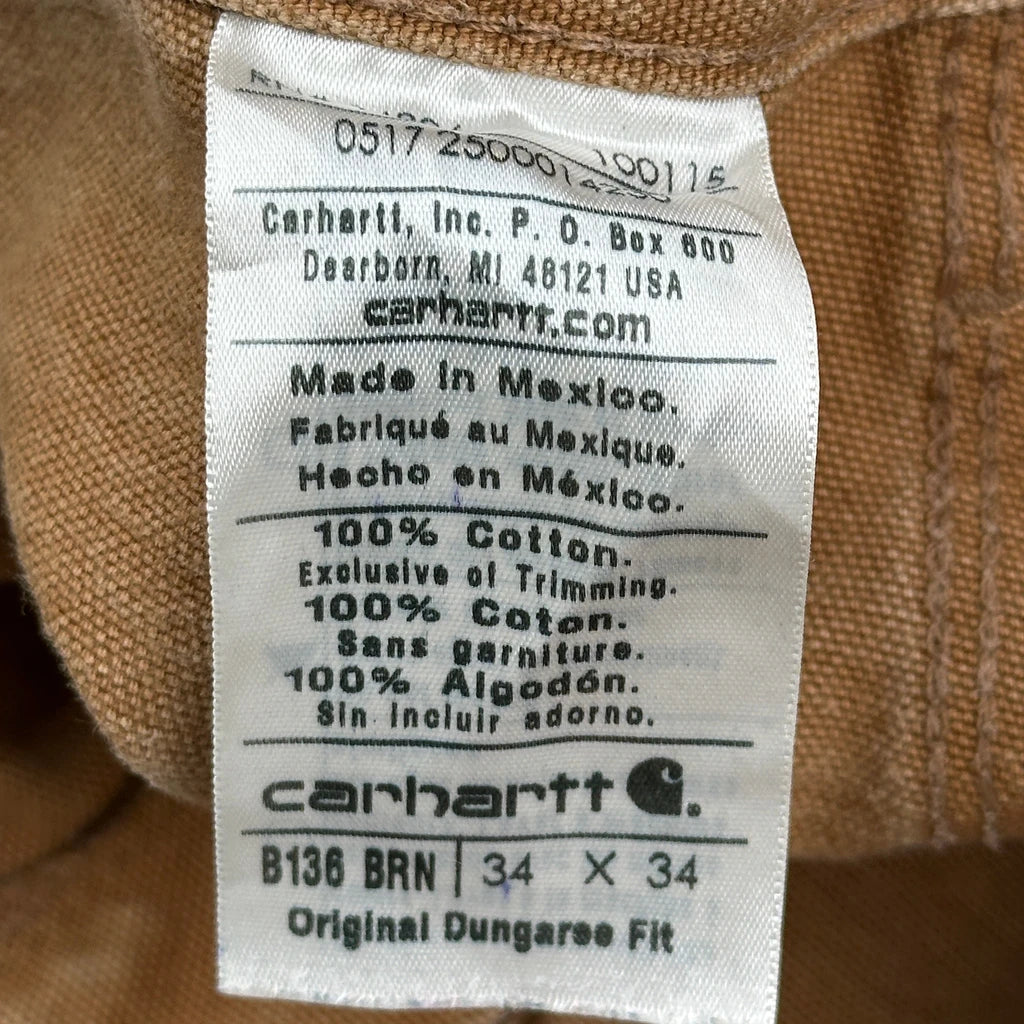 0517 100115
Carhartt, Inc. P. O. Box 600
Dearborn, MI 48121 USA
carhartt.com
Made in Mexico.
Fabriqué au Mexique.
Hecho en México.
100% Cotton.
Exclusive of Trimming.
100% Coton.
Sans garniture.
100% Algodón.
Sin incluir adorno.
carhartt
B136 BRN 34 X 34
Original Dungaree Fit